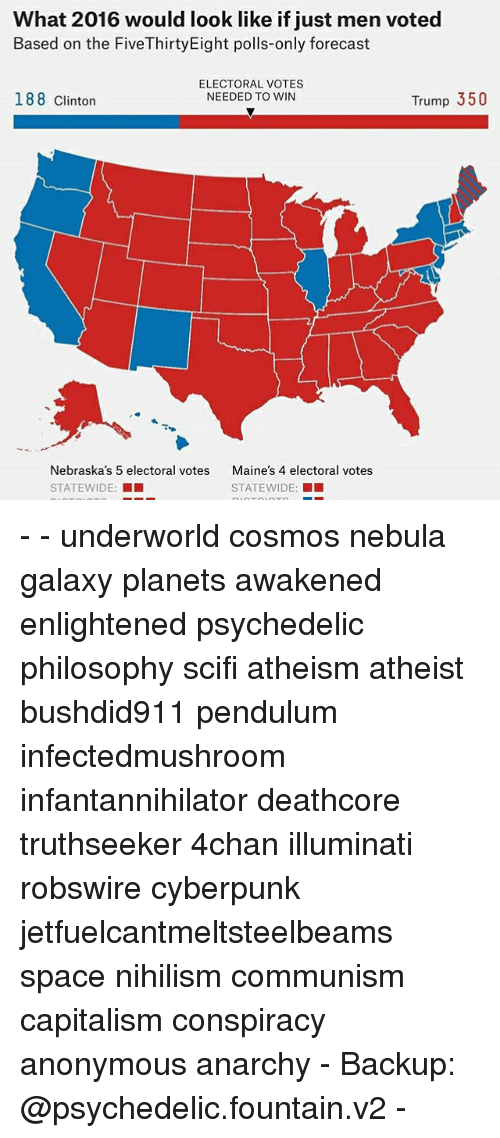 What 2016 would look like if just men voted
Based on the FiveThirtyEight polls-only forecast
ELECTORAL VOTES
NEEDED TO WIN
188 Clinton
Trump 350
Nebraska's 5 electoral votes
STATEWIDE:
Maine's 4 electoral votes
STATEWIDE:
- - underworld cosmos nebula
galaxy planets awakened
enlightened psychedelic
philosophy scifi atheism atheist
bushdid911 pendulum
infectedmushroom
infantannihilator deathcore
truthseeker 4chan illuminati
robswire cyberpunk
jetfuelcantmeltsteelbeams
space nihilism communism
capitalism conspiracy
anonymous anarchy - Backup:
@psychedelic.fountain.v2 -